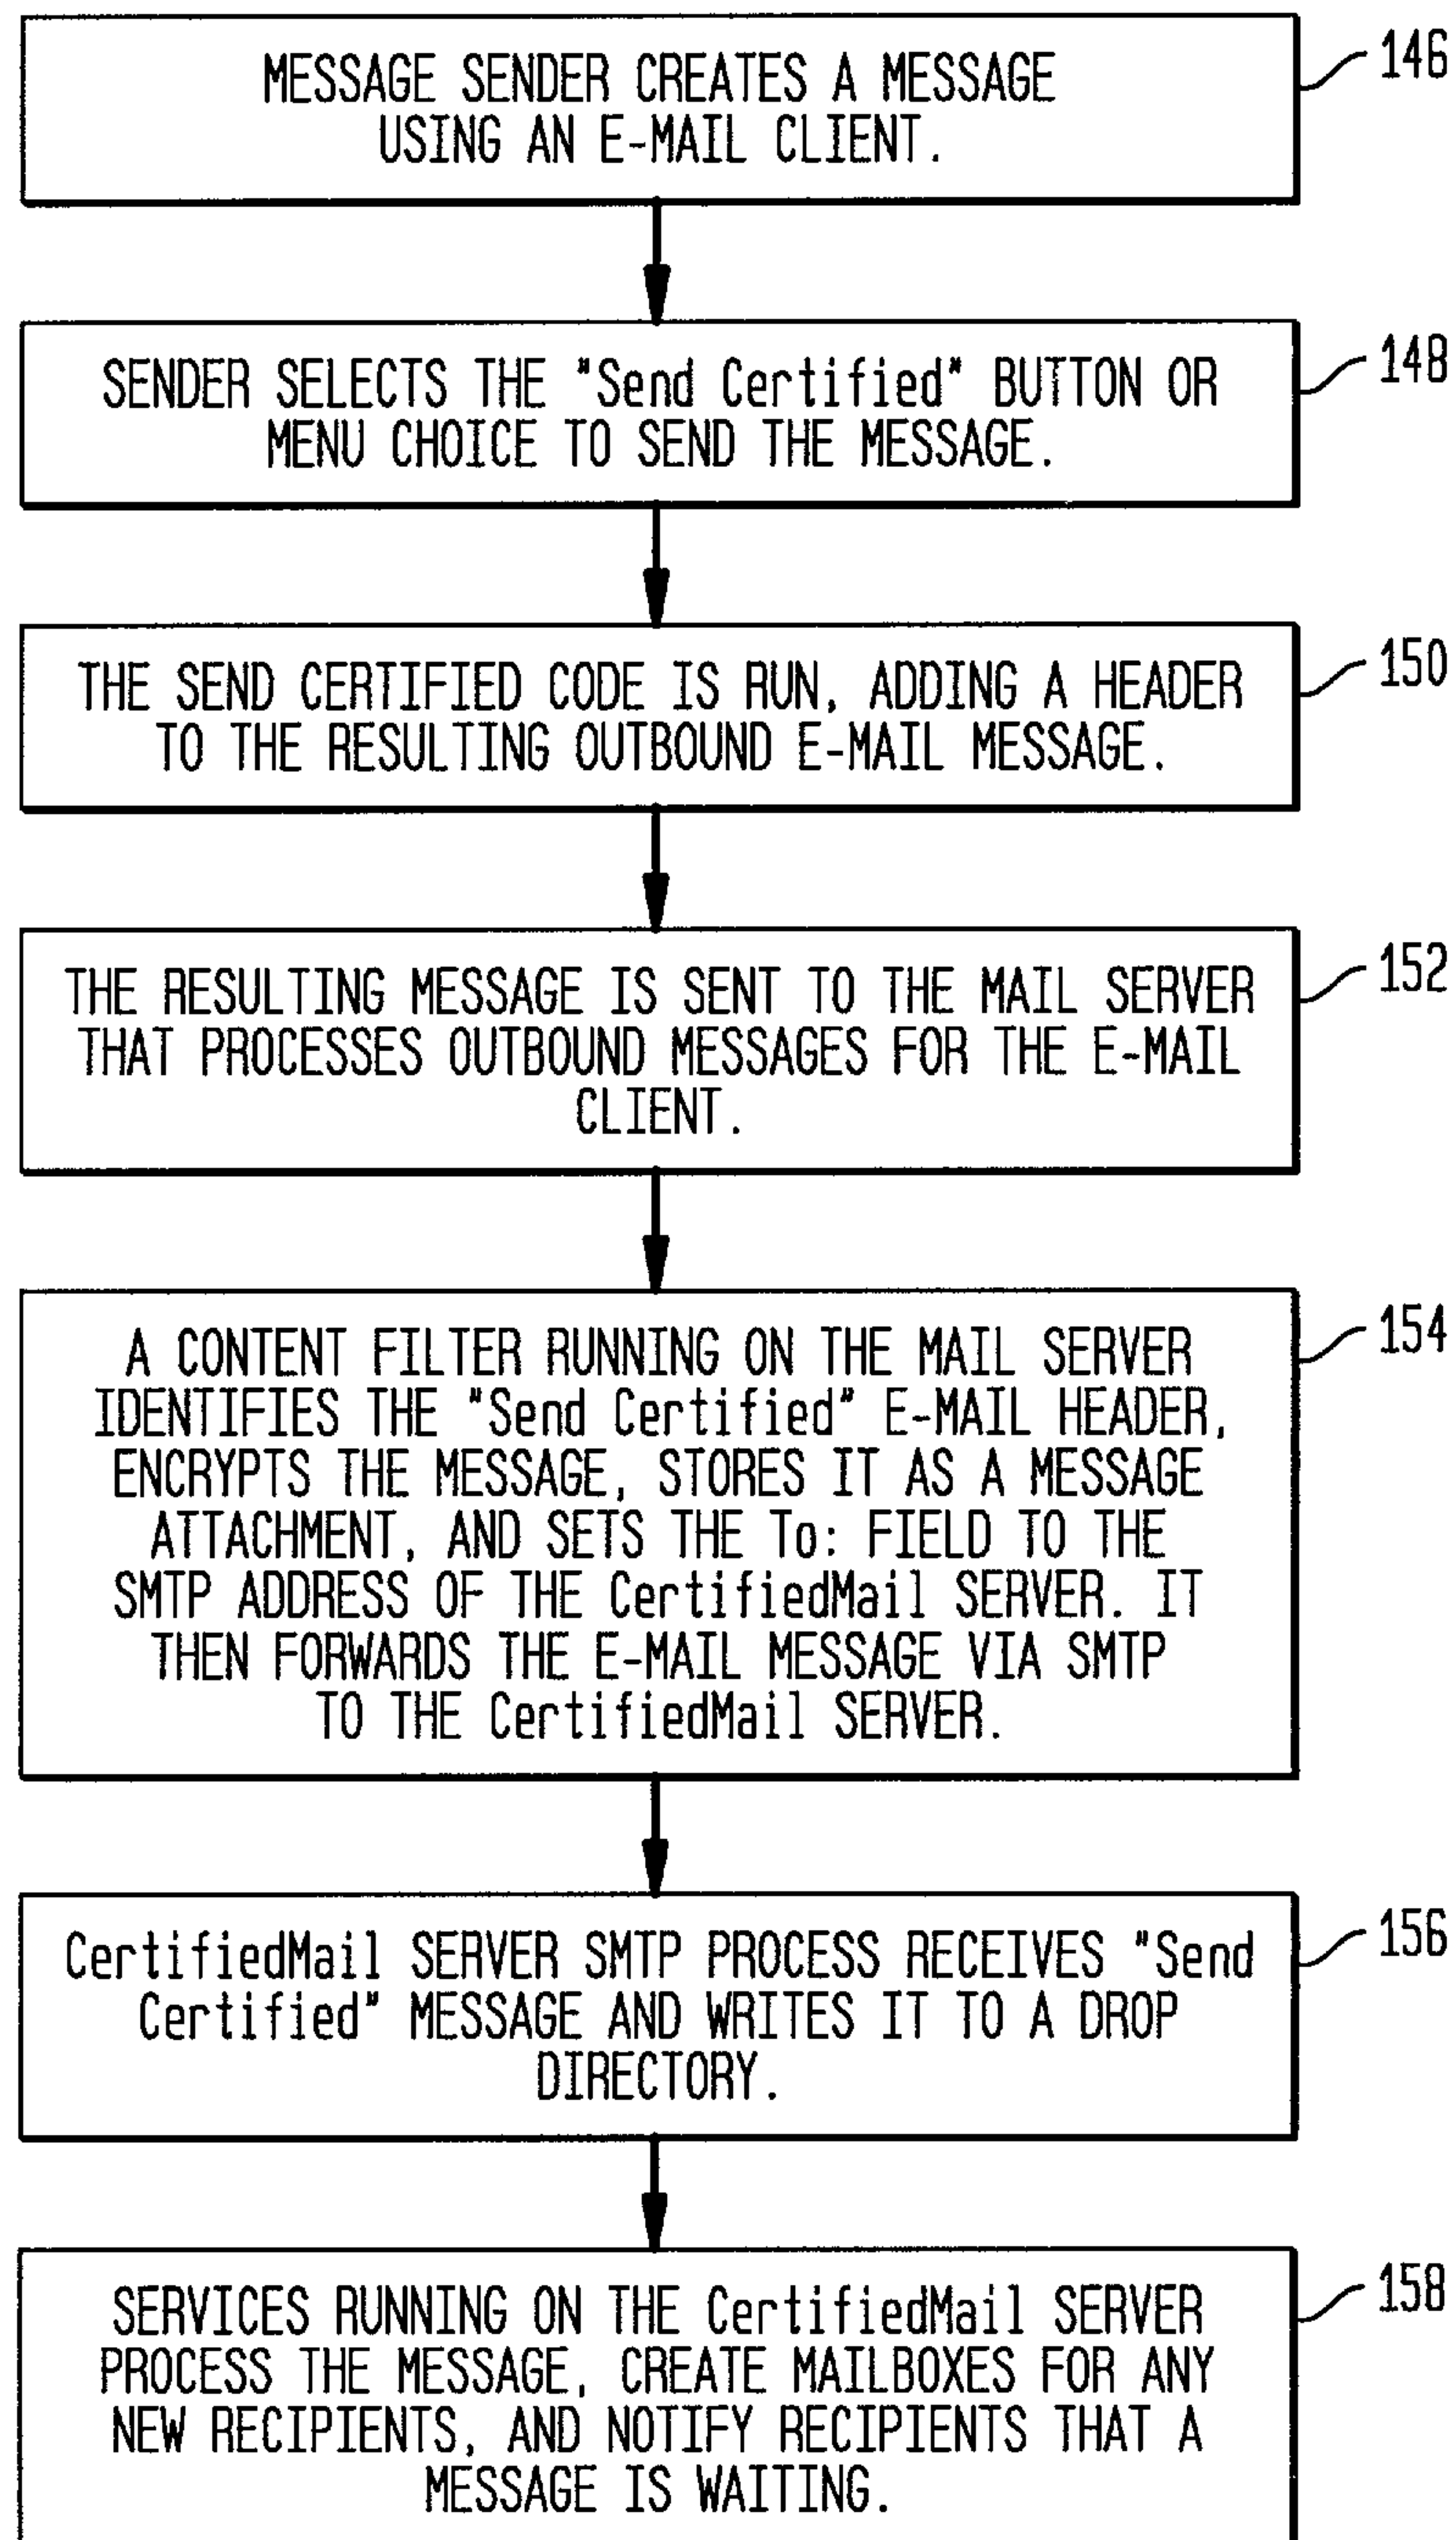 MESSAGE SENDER CREATES A MESSAGE
USING AN E-MAIL CLIENT.
146
SENDER SELECTS THE "Send Certified" BUTTON OR
MENU CHOICE TO SEND THE MESSAGE.
148
THE SEND CERTIFIED CODE IS RUN, ADDING A HEADER
TO THE RESULTING OUTBOUND E-MAIL MESSAGE.
150
THE RESULTING MESSAGE IS SENT TO THE MAIL SERVER
THAT PROCESSES OUTBOUND MESSAGES FOR THE E-MAIL
CLIENT.
152
A CONTENT FILTER RUNNING ON THE MAIL SERVER
IDENTIFIES THE "Send Certified" E-MAIL HEADER,
ENCRYPTS THE MESSAGE, STORES IT AS A MESSAGE
ATTACHMENT, AND SETS THE To: FIELD TO THE
SMTP ADDRESS OF THE CertifiedMail SERVER. IT
THEN FORWARDS THE E-MAIL MESSAGE VIA SMTP
TO THE CertifiedMail SERVER.
154
CertifiedMail SERVER SMTP PROCESS RECEIVES "Send
Certified" MESSAGE AND WRITES IT TO A DROP
DIRECTORY.
156
SERVICES RUNNING ON THE CertifiedMail SERVER
PROCESS THE MESSAGE, CREATE MAILBOXES FOR ANY
NEW RECIPIENTS, AND NOTIFY RECIPIENTS THAT A
MESSAGE IS WAITING.
158